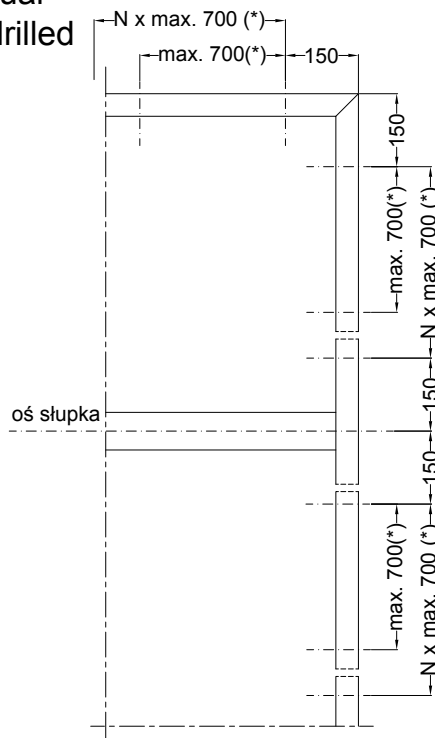 drilled
N x max. 700 (*)
max. 700(*)
150
150
max. 700(*)
N x max. 700 (*)
150
oś słupka
150
max. 700(*)
N x max. 700 (*)